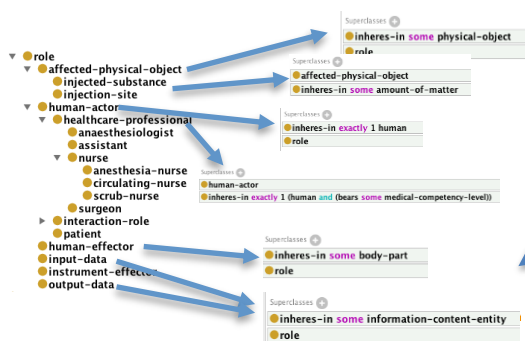 Superclasses
inheres-in some physical-object
role
role
affected-physical-object
injected-substance
injection-site
Superclasses
affected-physical-object
inheres-in some amount-of-matter
human-actor
healthcare-professional
anaesthesiologist
assistant
nurse
anesthesia-nurse
circulating-nurse
scrub-nurse
surgeon
interaction-role
patient
Superclasses
inheres-in exactly 1 human
role
Superclasses
human-actor
inheres-in exactly 1 (human and (bears some medical-competency-level))
human-effector
input-data
instrument-effector
output-data
Superclasses
inheres-in some body-part
role
Superclasses
inheres-in some information-content-entity
role